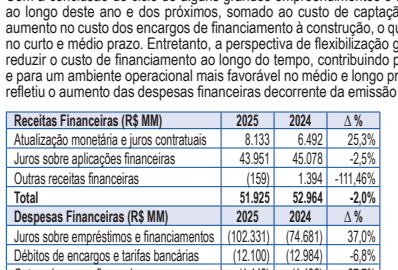 ao longo deste ano e dos próximos, somado ao custo de captaçã
aumento no custo dos encargos de financiamento à construção, o qu
no curto e médio prazo. Entretanto, a perspectiva de flexibilização g
reduzir o custo de financiamento ao longo do tempo, contribuindo p
e para um ambiente operacional mais favorável no médio e longo pr
refletiu o aumento das despesas financeiras decorrente da emissão
Receitas Financeiras (R$ MM) 2025 2024 Δ %
Atualização monetária e juros contratuais 8.133 6.492 25,3%
Juros sobre aplicações financeiras 43.951 45.078 -2,5%
Outras receitas financeiras (159) 1.394 -111,46%
Total 51.925 52.964 -2,0%
Despesas Financeiras (R$ MM) 2025 2024 Δ %
Juros sobre empréstimos e financiamentos (102.331) (74.681) 37,0%
Débitos de encargos e tarifas bancárias (12.100) (12.984) -6,8%